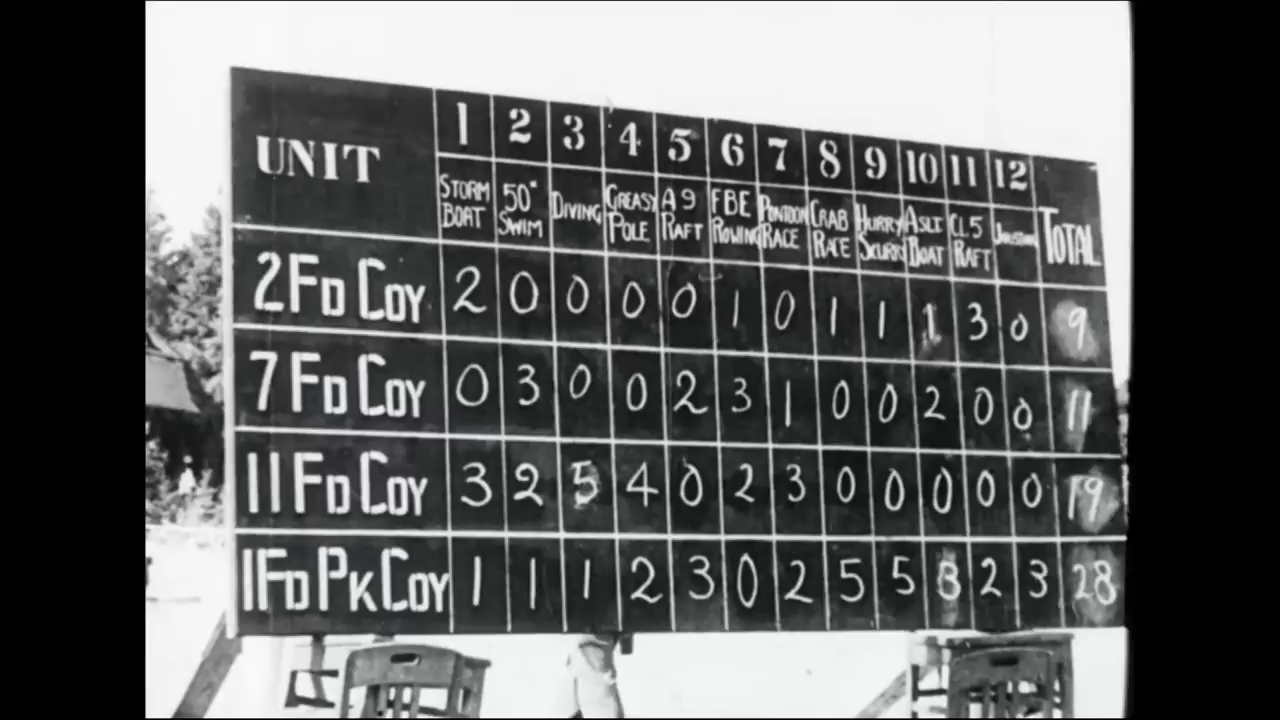 UNIT 1 2 3 4 5 6 7 8 9 10 11 12 TOTAL
STORM BOAT 50" SWIM DIVING GREASY POLE A 9 RAFT FBE ROWING PONTOON RACE CRAB RACE HURRY SCURRY ASLT BOAT CL.5 RAFT
2 FD COY 2 0 0 0 0 1 0 1 1 1 3 0 9
7 FD COY 0 3 0 0 2 3 1 0 0 2 0 0 11
11 FD COY 3 2 5 4 0 2 3 0 0 0 0 0 19
1 FD PK COY 1 1 1 2 3 0 2 5 5 3 2 3 28